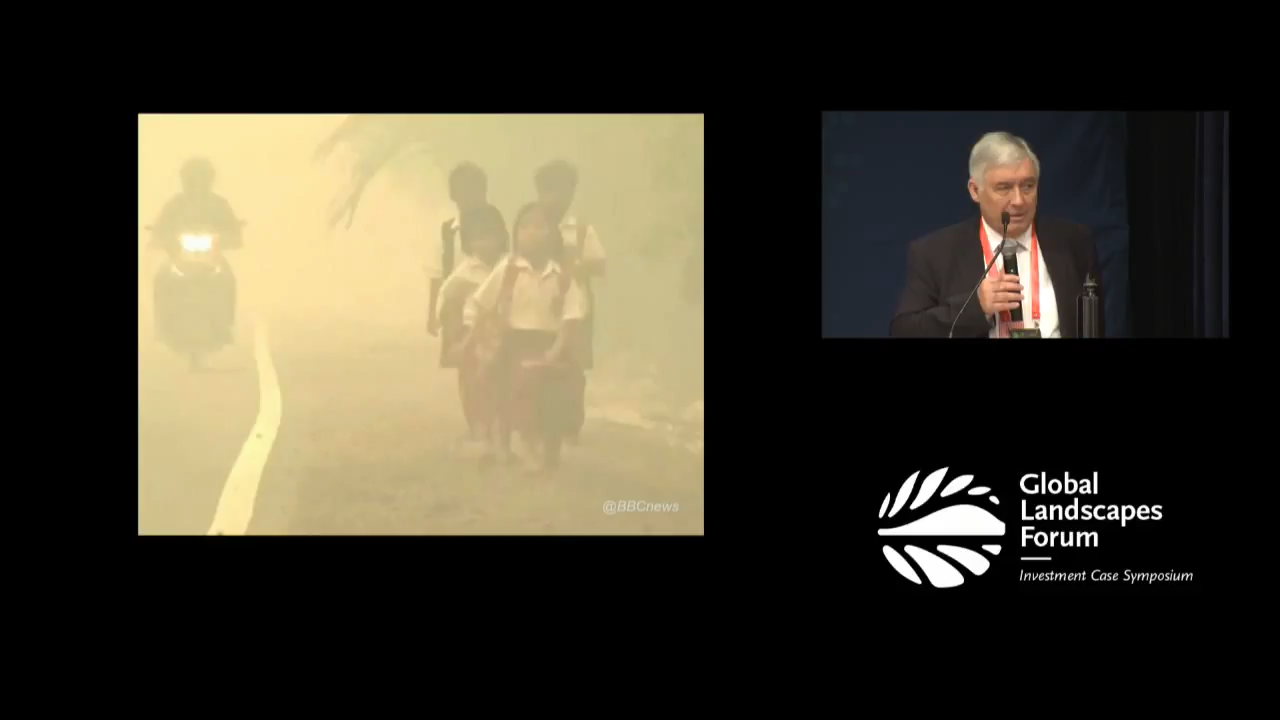 @BBCnews
Global
Landscapes
Forum
Investment Case Symposium